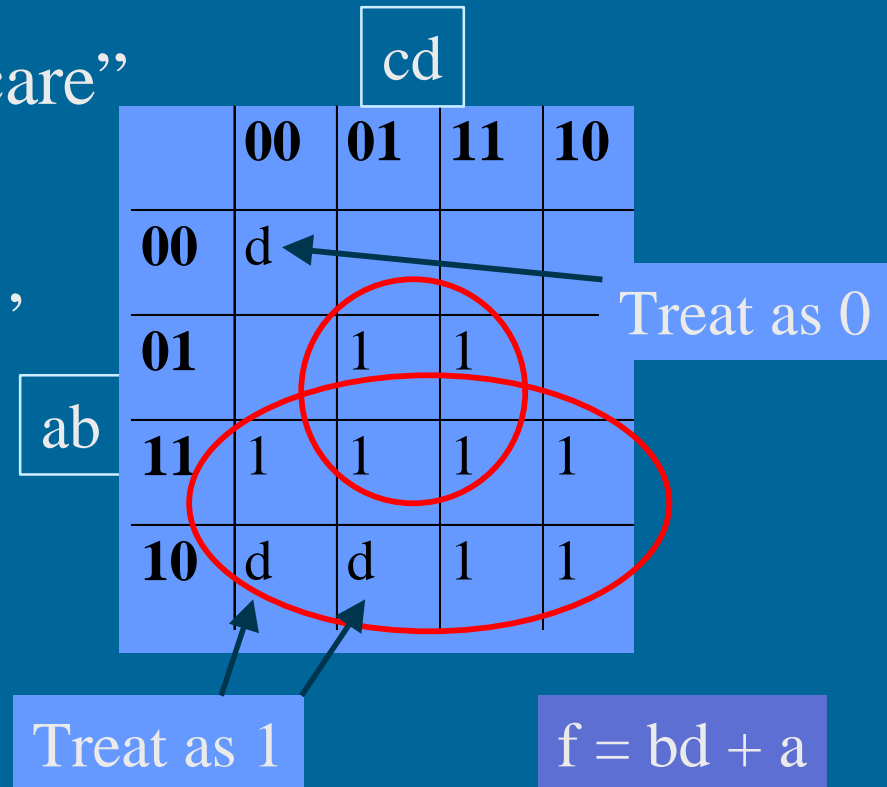 care”
cd
00 01 11 10
00 d
,
Treat as 0
01 1 1
ab
11 1 1 1 1
10 d d 1 1
Treat as 1
f = bd + a